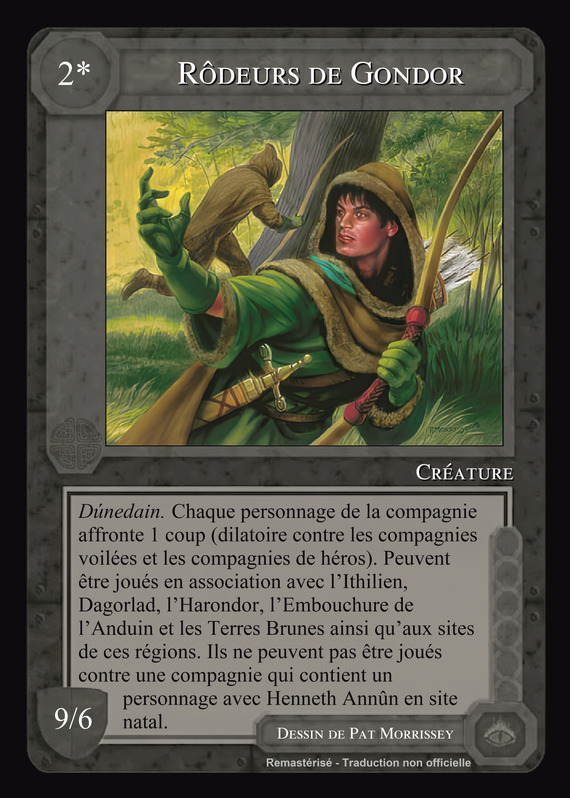 2*
Rôdeurs de Gondor
Créature
Dúnedain. Chaque personnage de la compagnie
affronte 1 coup (dilatoire contre les compagnies
voilées et les compagnies de héros). Peuvent
être joués en association avec l'Ithilien,
Dagorlad, l'Harondor, l'Embouchure de
l'Anduin et les Terres Brunes ainsi qu'aux sites
de ces régions. Ils ne peuvent pas être joués
contre une compagnie qui contient un
personnage avec Henneth Annûn en site
natal.
9/6
Dessin de Pat Morrissey
Remastérisé - Traduction non officielle